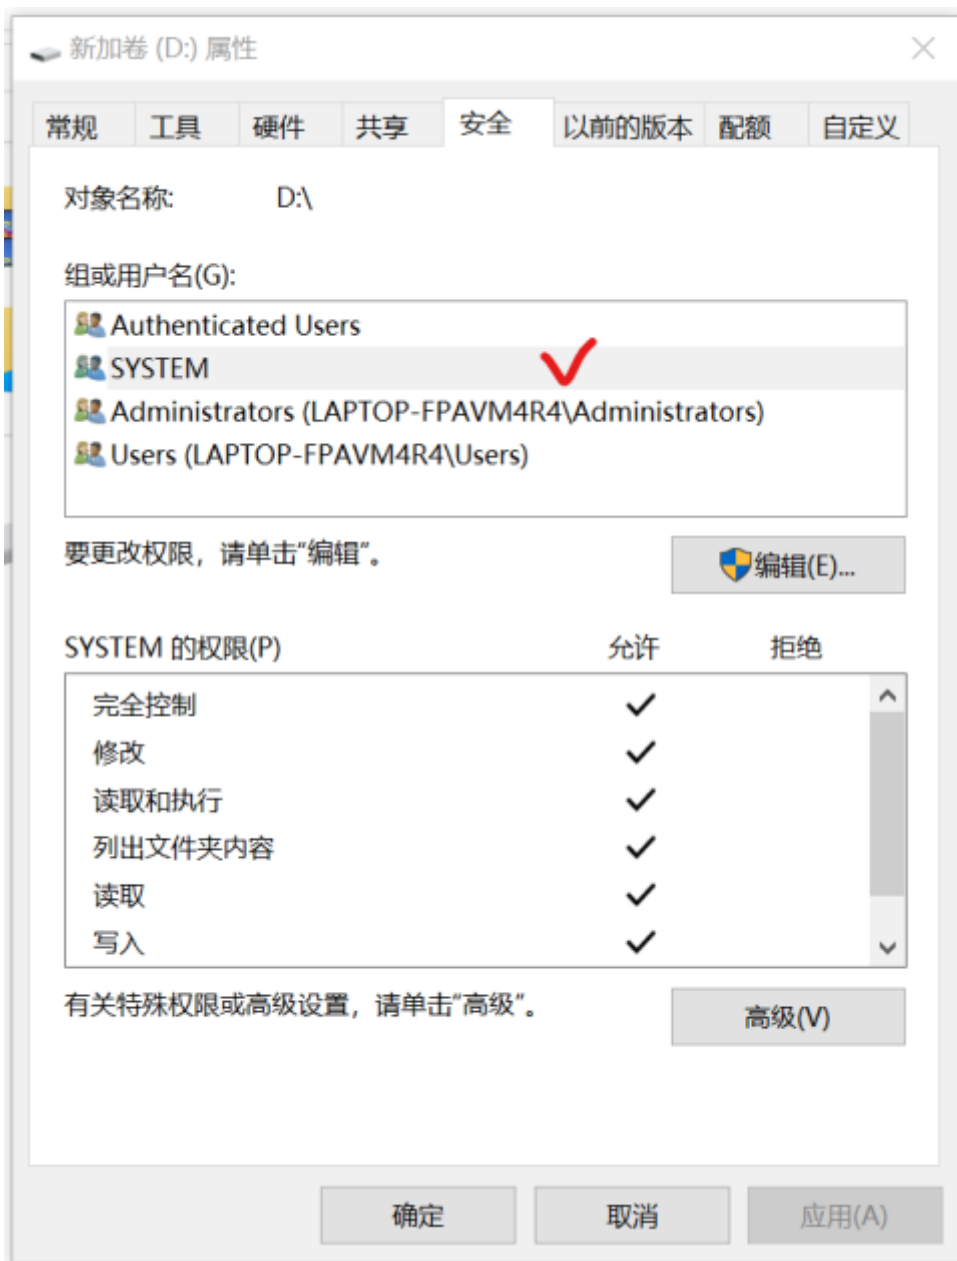 新加卷 (D:) 属性
常规 工具 硬件 共享 安全 以前的版本 配额 自定义
对象名称: D:\
组或用户名(G):
Authenticated Users
SYSTEM
Administrators (LAPTOP-FPAVM4R4\Administrators)
Users (LAPTOP-FPAVM4R4\Users)
要更改权限，请单击“编辑”。
编辑(E)...
SYSTEM 的权限(P) 允许 拒绝
完全控制
修改
读取和执行
列出文件夹内容
读取
写入
有关特殊权限或高级设置，请单击“高级”。
高级(V)
确定 取消 应用(A)